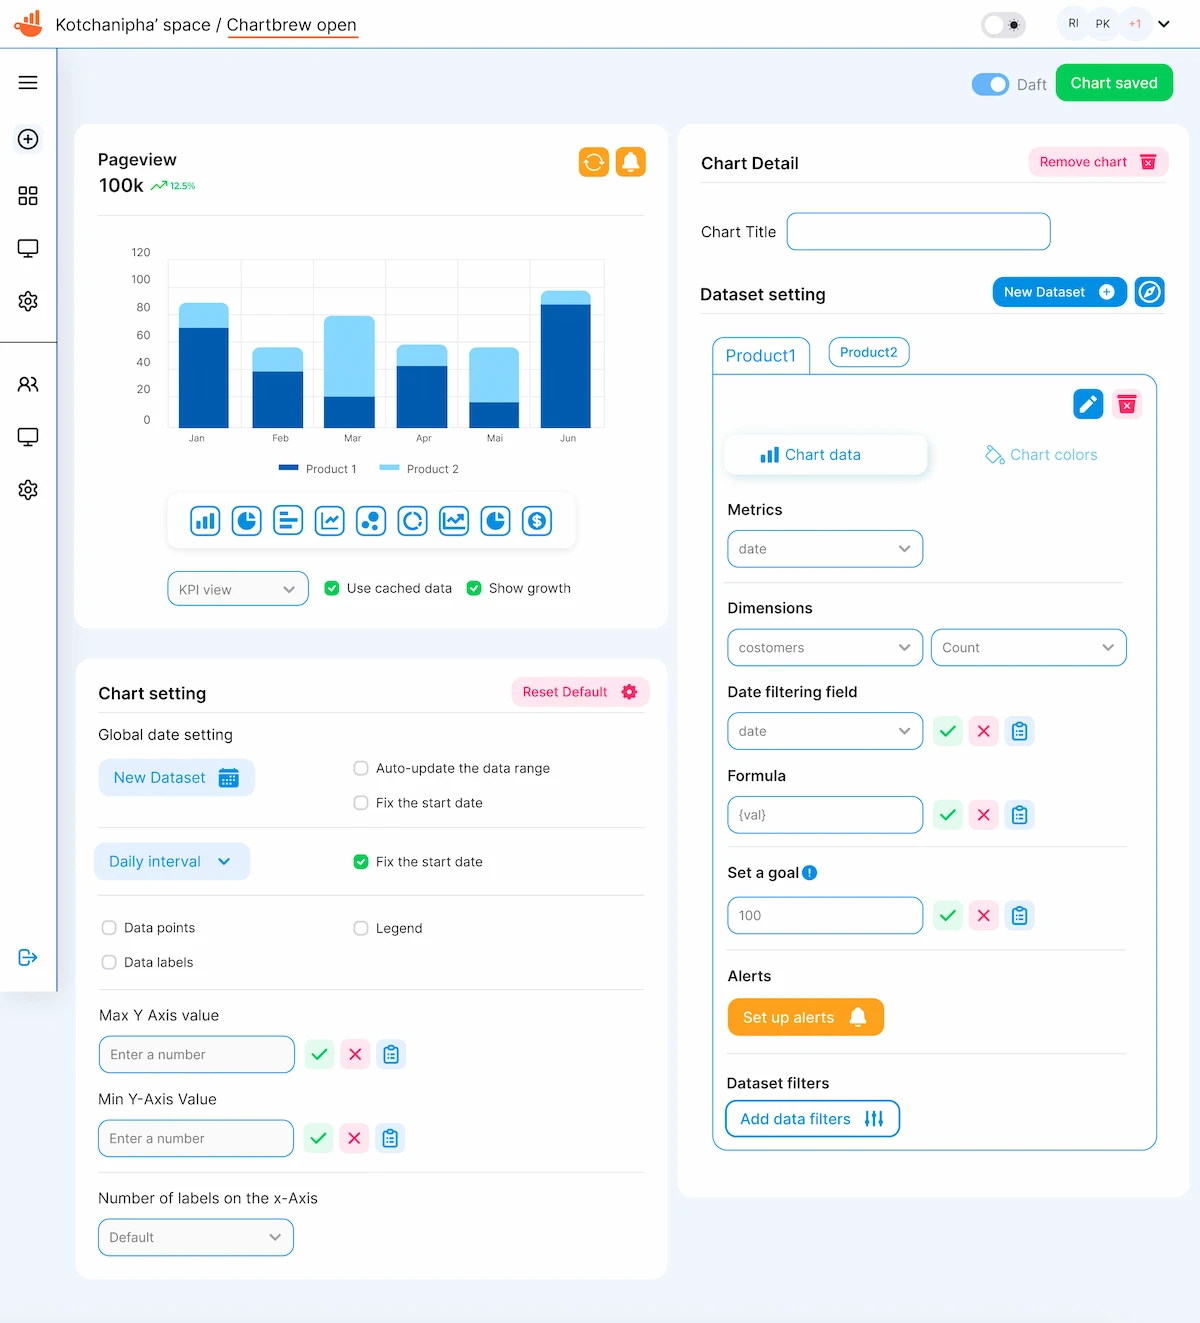 Kotchanipha’ space / Chartbrew open
RI PK +1
Daft Chart saved
Pageview
100k 12.5%
120
100
80
60
40
20
0
Jan Feb Mar Apr Mai Jun
Product 1 Product 2
KPI view Use cached data Show growth
Chart setting Reset Default
Global date setting
New Dataset Auto-update the data range
Fix the start date
Daily interval Fix the start date
Data points Legend
Data labels
Max Y Axis value
Enter a number
Min Y-Axis Value
Enter a number
Number of labels on the x-Axis
Default
Chart Detail Remove chart
Chart Title
Dataset setting New Dataset
Product1 Product2
Chart data Chart colors
Metrics
date
Dimensions
costomers Count
Date filtering field
date
Formula
{val}
Set a goal
100
Alerts
Set up alerts
Dataset filters
Add data filters